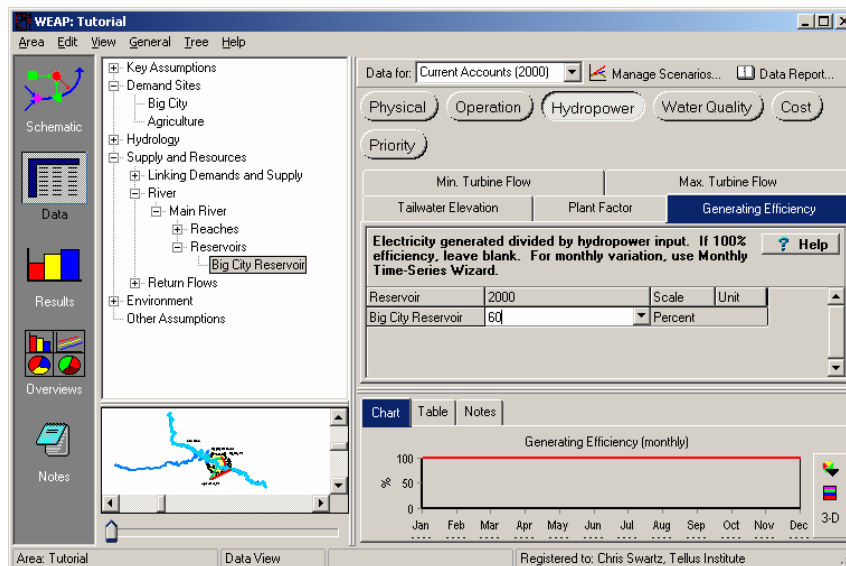 WEAP: Tutorial
Area Edit View General Tree Help
Schematic
Data
Results
Overviews
Notes
Key Assumptions
Demand Sites
Big City
Agriculture
Hydrology
Supply and Resources
Linking Demands and Supply
River
Main River
Reaches
Reservoirs
Big City Reservoir
Return Flows
Environment
Other Assumptions
Data for: Current Accounts (2000) Manage Scenarios... Data Report...
Physical Operation Hydropower Water Quality Cost
Priority
Min. Turbine Flow Max. Turbine Flow
Tailwater Elevation Plant Factor Generating Efficiency
Electricity generated divided by hydropower input. If 100%
efficiency, leave blank. For monthly variation, use Monthly
Time-Series Wizard.
? Help
Reservoir 2000 Scale Unit
Big City Reservoir 60 Percent
Chart Table Notes
Generating Efficiency (monthly)
100
% 50
0
Jan Feb Mar Apr May Jun Jul Aug Sep Oct Nov Dec
3-D
Area: Tutorial Data View Registered to: Chris Swartz, Tellus Institute